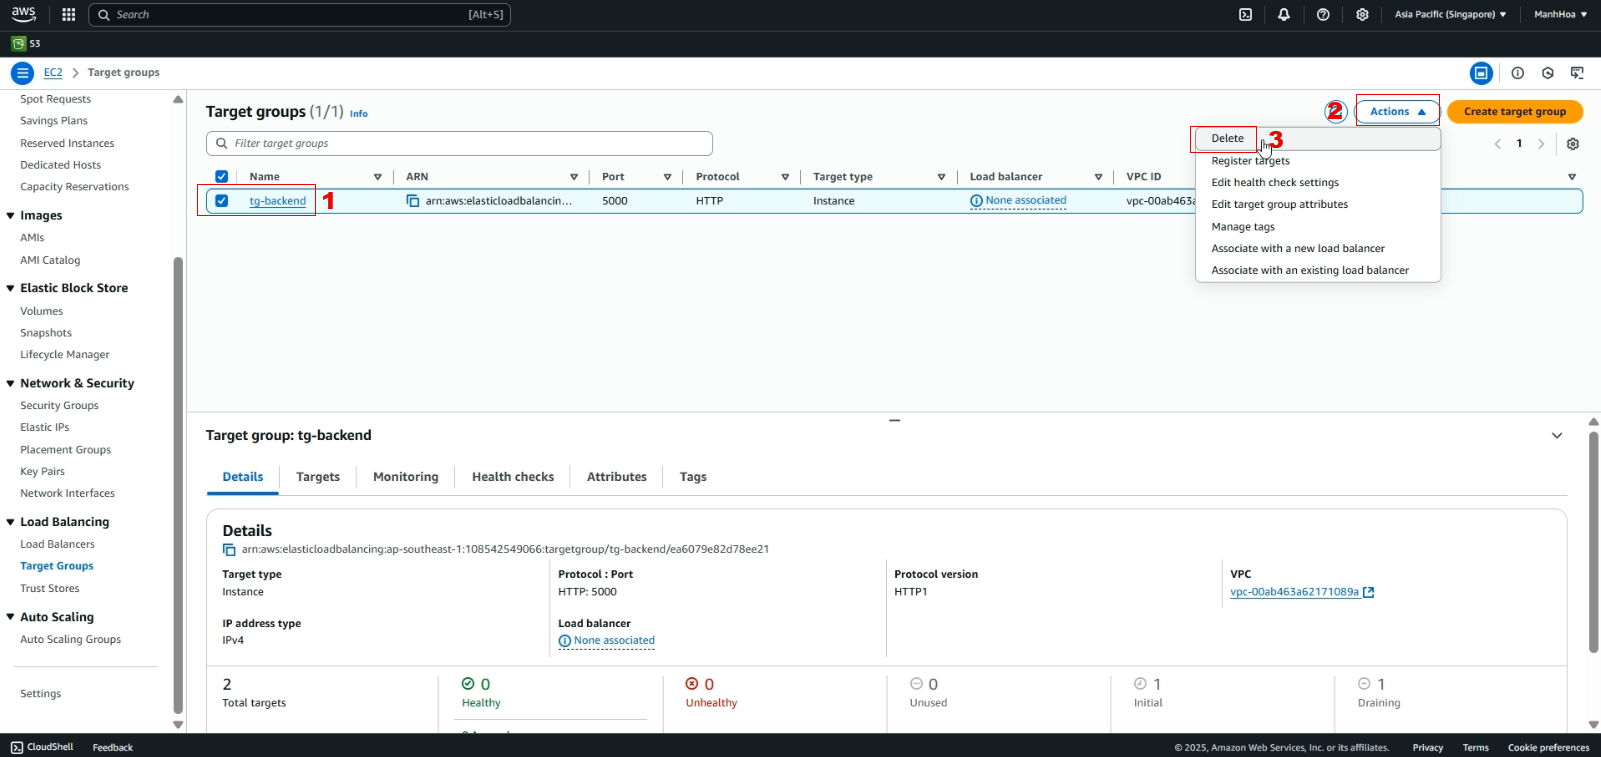 aws
Search
[Alt+S]
Asia Pacific (Singapore)
ManhHoa
S3
EC2
Target groups
Spot Requests
Savings Plans
Reserved Instances
Dedicated Hosts
Capacity Reservations
Images
AMIs
AMI Catalog
Elastic Block Store
Volumes
Snapshots
Lifecycle Manager
Network & Security
Security Groups
Elastic IPs
Placement Groups
Key Pairs
Network Interfaces
Load Balancing
Load Balancers
Target Groups
Trust Stores
Auto Scaling
Auto Scaling Groups
Settings
Target groups (1/1) Info
2
Actions
Create target group
Filter target groups
1
Delete
3
Register targets
Edit health check settings
Edit target group attributes
Manage tags
Associate with a new load balancer
Associate with an existing load balancer
Name
ARN
Port
Protocol
Target type
Load balancer
VPC ID
tg-backend
1
arn:aws:elasticloadbalancin...
5000
HTTP
Instance
None associated
vpc-00ab463a
Target group: tg-backend
Details
Targets
Monitoring
Health checks
Attributes
Tags
Details
arn:aws:elasticloadbalancing:ap-southeast-1:108542549066:targetgroup/tg-backend/ea6079e82d78ee21
Target type
Instance
Protocol : Port
HTTP: 5000
Protocol version
HTTP1
VPC
vpc-00ab463a62171089a
IP address type
IPv4
Load balancer
None associated
2
Total targets
0
Healthy
0
Unhealthy
0
Unused
1
Initial
1
Draining
CloudShell
Feedback
© 2025, Amazon Web Services, Inc. or its affiliates.
Privacy
Terms
Cookie preferences